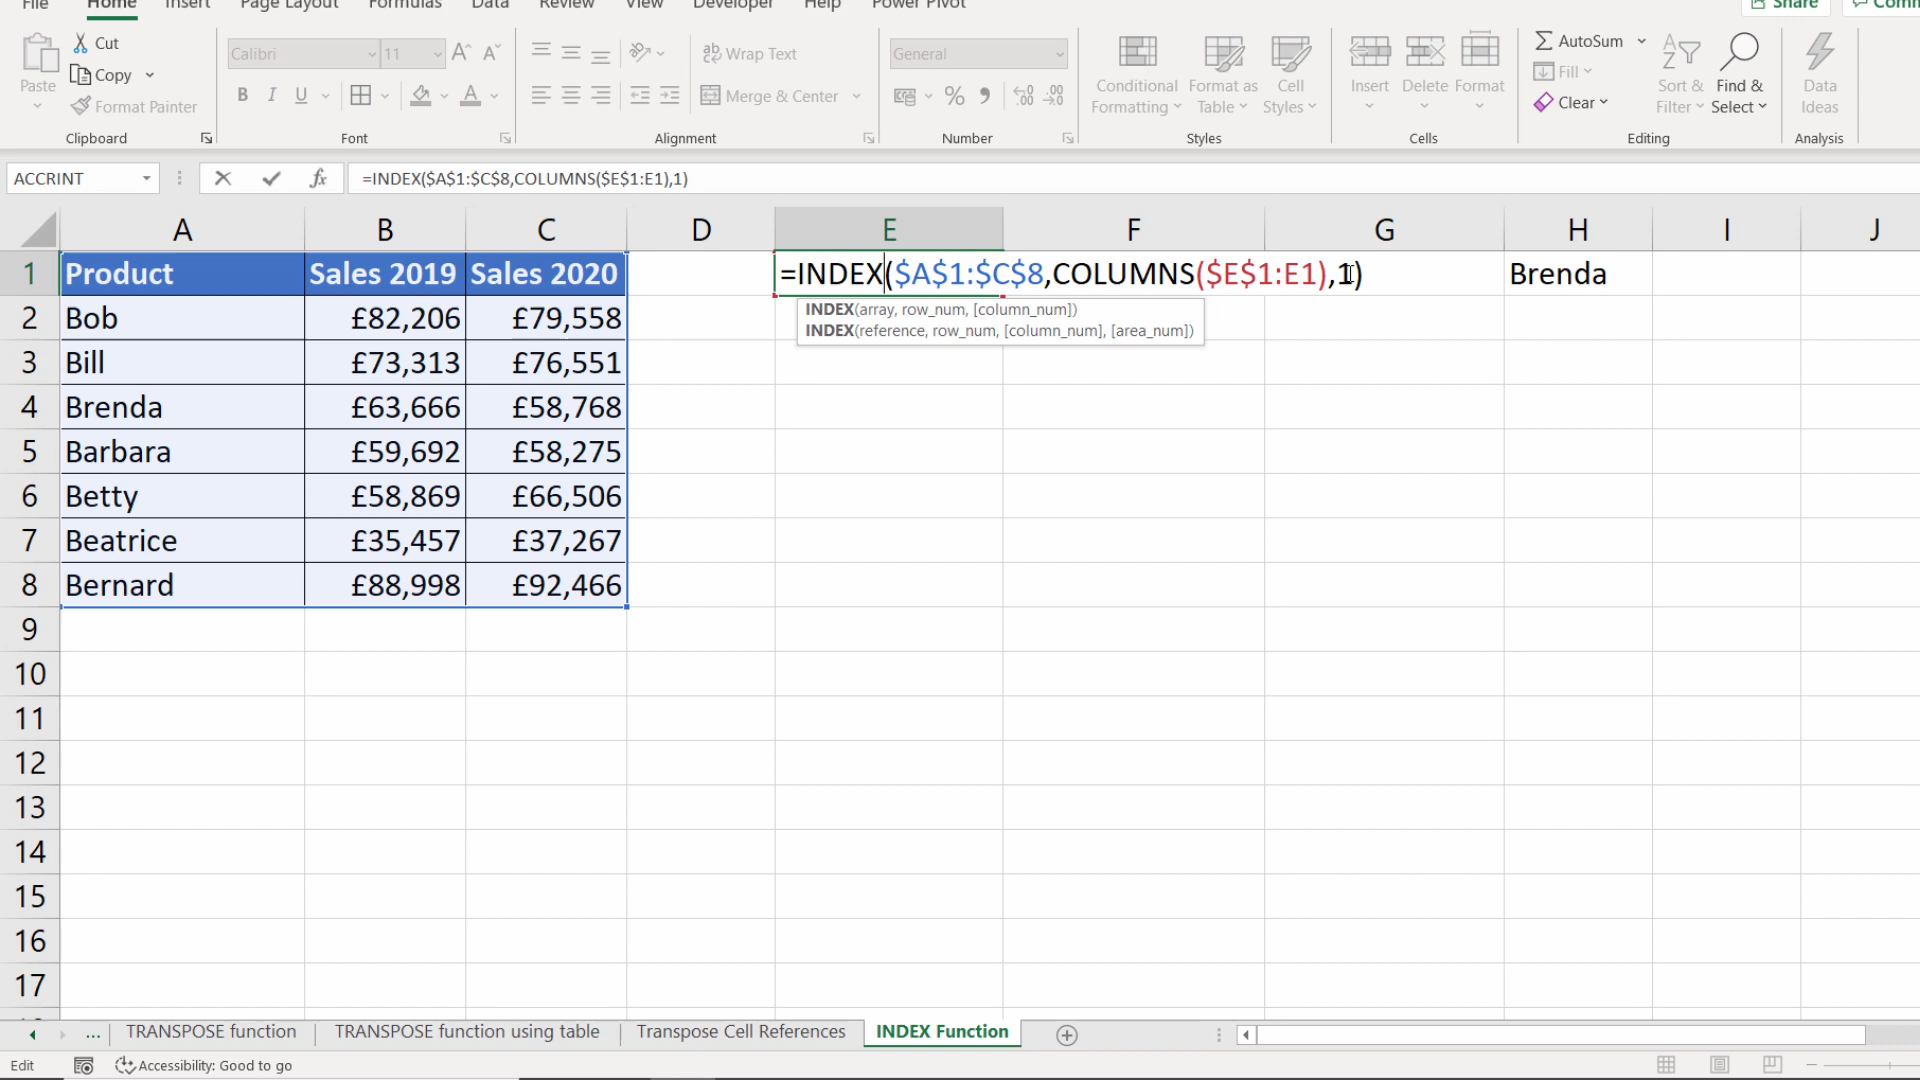 File Home Insert Page Layout Formulas Data Review View Developer Help Power Pivot Share
Paste Cut Copy Format Painter
Calibri 11
B I U A
ab Wrap Text
Merge & Center
General
%
Conditional Formatting
Format as Table
Cell Styles
Insert Delete Format
AutoSum
Fill
Clear
Sort & Filter
Find & Select
Data Ideas
Clipboard Font Alignment Number Styles Cells Editing Analysis
ACCRINT fx =INDEX($A$1:$C$8,COLUMNS($E$1:E1),1)
A B C D E F G H I J
1 Product Sales 2019 Sales 2020 =INDEX($A$1:$C$8,COLUMNS($E$1:E1),1) Brenda
INDEX(array, row_num, [column_num])
INDEX(reference, row_num, [column_num], [area_num])
2 Bob £82,206 £79,558
3 Bill £73,313 £76,551
4 Brenda £63,666 £58,768
5 Barbara £59,692 £58,275
6 Betty £58,869 £66,506
7 Beatrice £35,457 £37,267
8 Bernard £88,998 £92,466
9
10
11
12
13
14
15
16
17
... TRANSPOSE function TRANSPOSE function using table Transpose Cell References INDEX Function
Edit Accessibility: Good to go